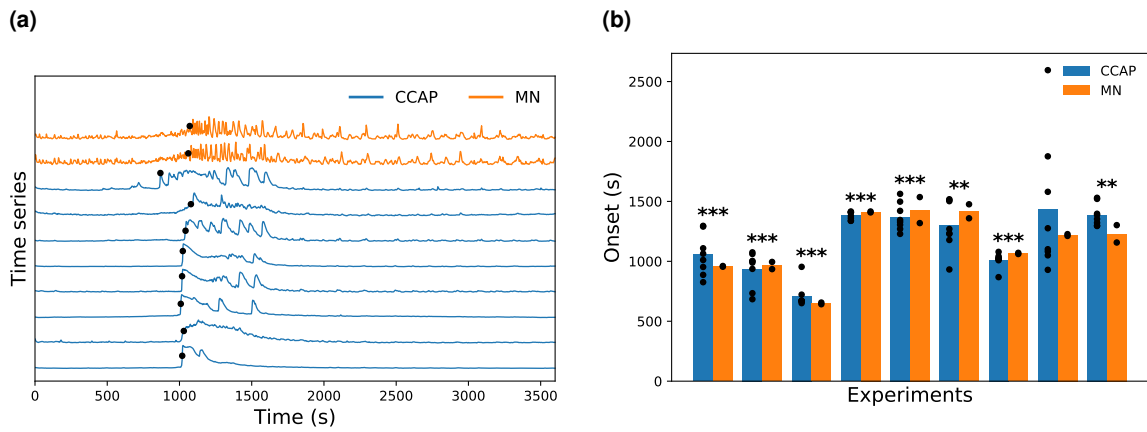 (a)
CCAP
MN
Time series
0
500
1000
1500
2000
2500
3000
3500
Time (s)
(b)
CCAP
MN
Onset (s)
2500
2000
1500
1000
500
0
***
***
***
***
***
**
***
**
Experiments